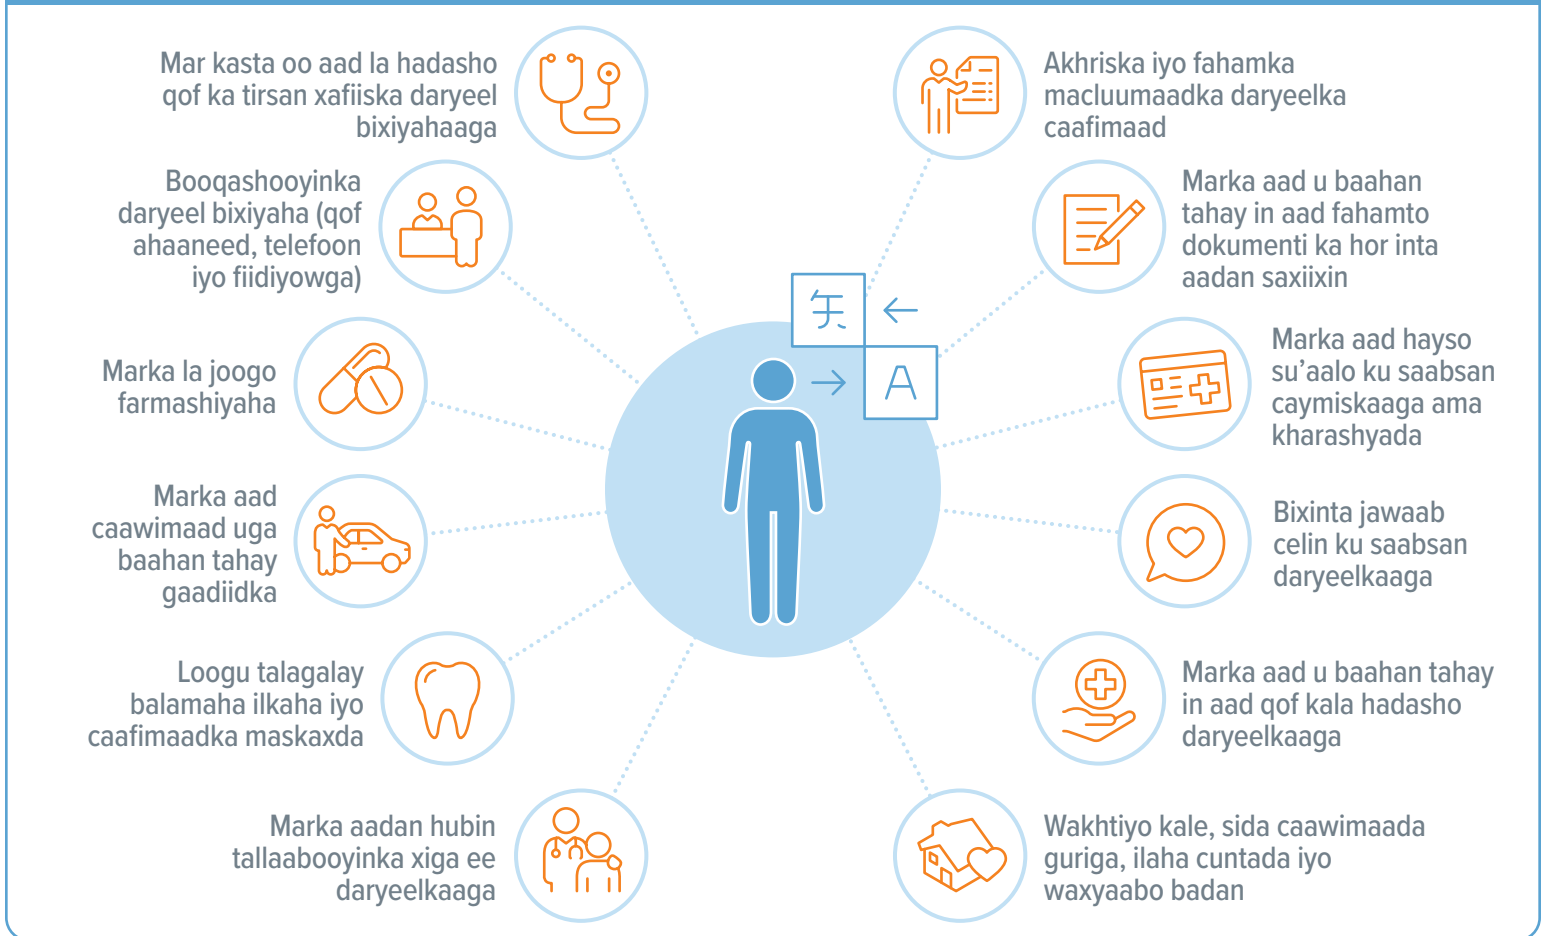 Mar kasta oo aad la hadasho
qof ka tirsan xafiiska daryeel
bixiyahaaga
Booqashooyinka
daryeel bixiyaha (qof
ahaaneed, telefoon
iyo fiidiyowga)
Marka la joogo
farmashiyaha
Marka aad
caawimaad uga
baahan tahay
gaadiidka
Loogu talagalay
balamaha ilkaha iyo
caafimaadka maskaxda
Marka aadan hubin
tallaabooyinka xiga ee
daryeelkaaga
A
Akhriska iyo fahamka
macluumaadka daryeelka
caafimaad
Marka aad u baahan
tahay in aad fahamto
dokumenti ka hor inta
aadan saxiixin
Marka aad hayso
su’aalo ku saabsan
caymiskaaga ama
kharashyada
Bixinta jawaab
celin ku saabsan
daryeelkaaga
Marka aad u baahan tahay
in aad qof kala hadasho
daryeelkaaga
Wakhtiyo kale, sida caawimaada
guriga, ilaha cuntada iyo
waxyaabo badan